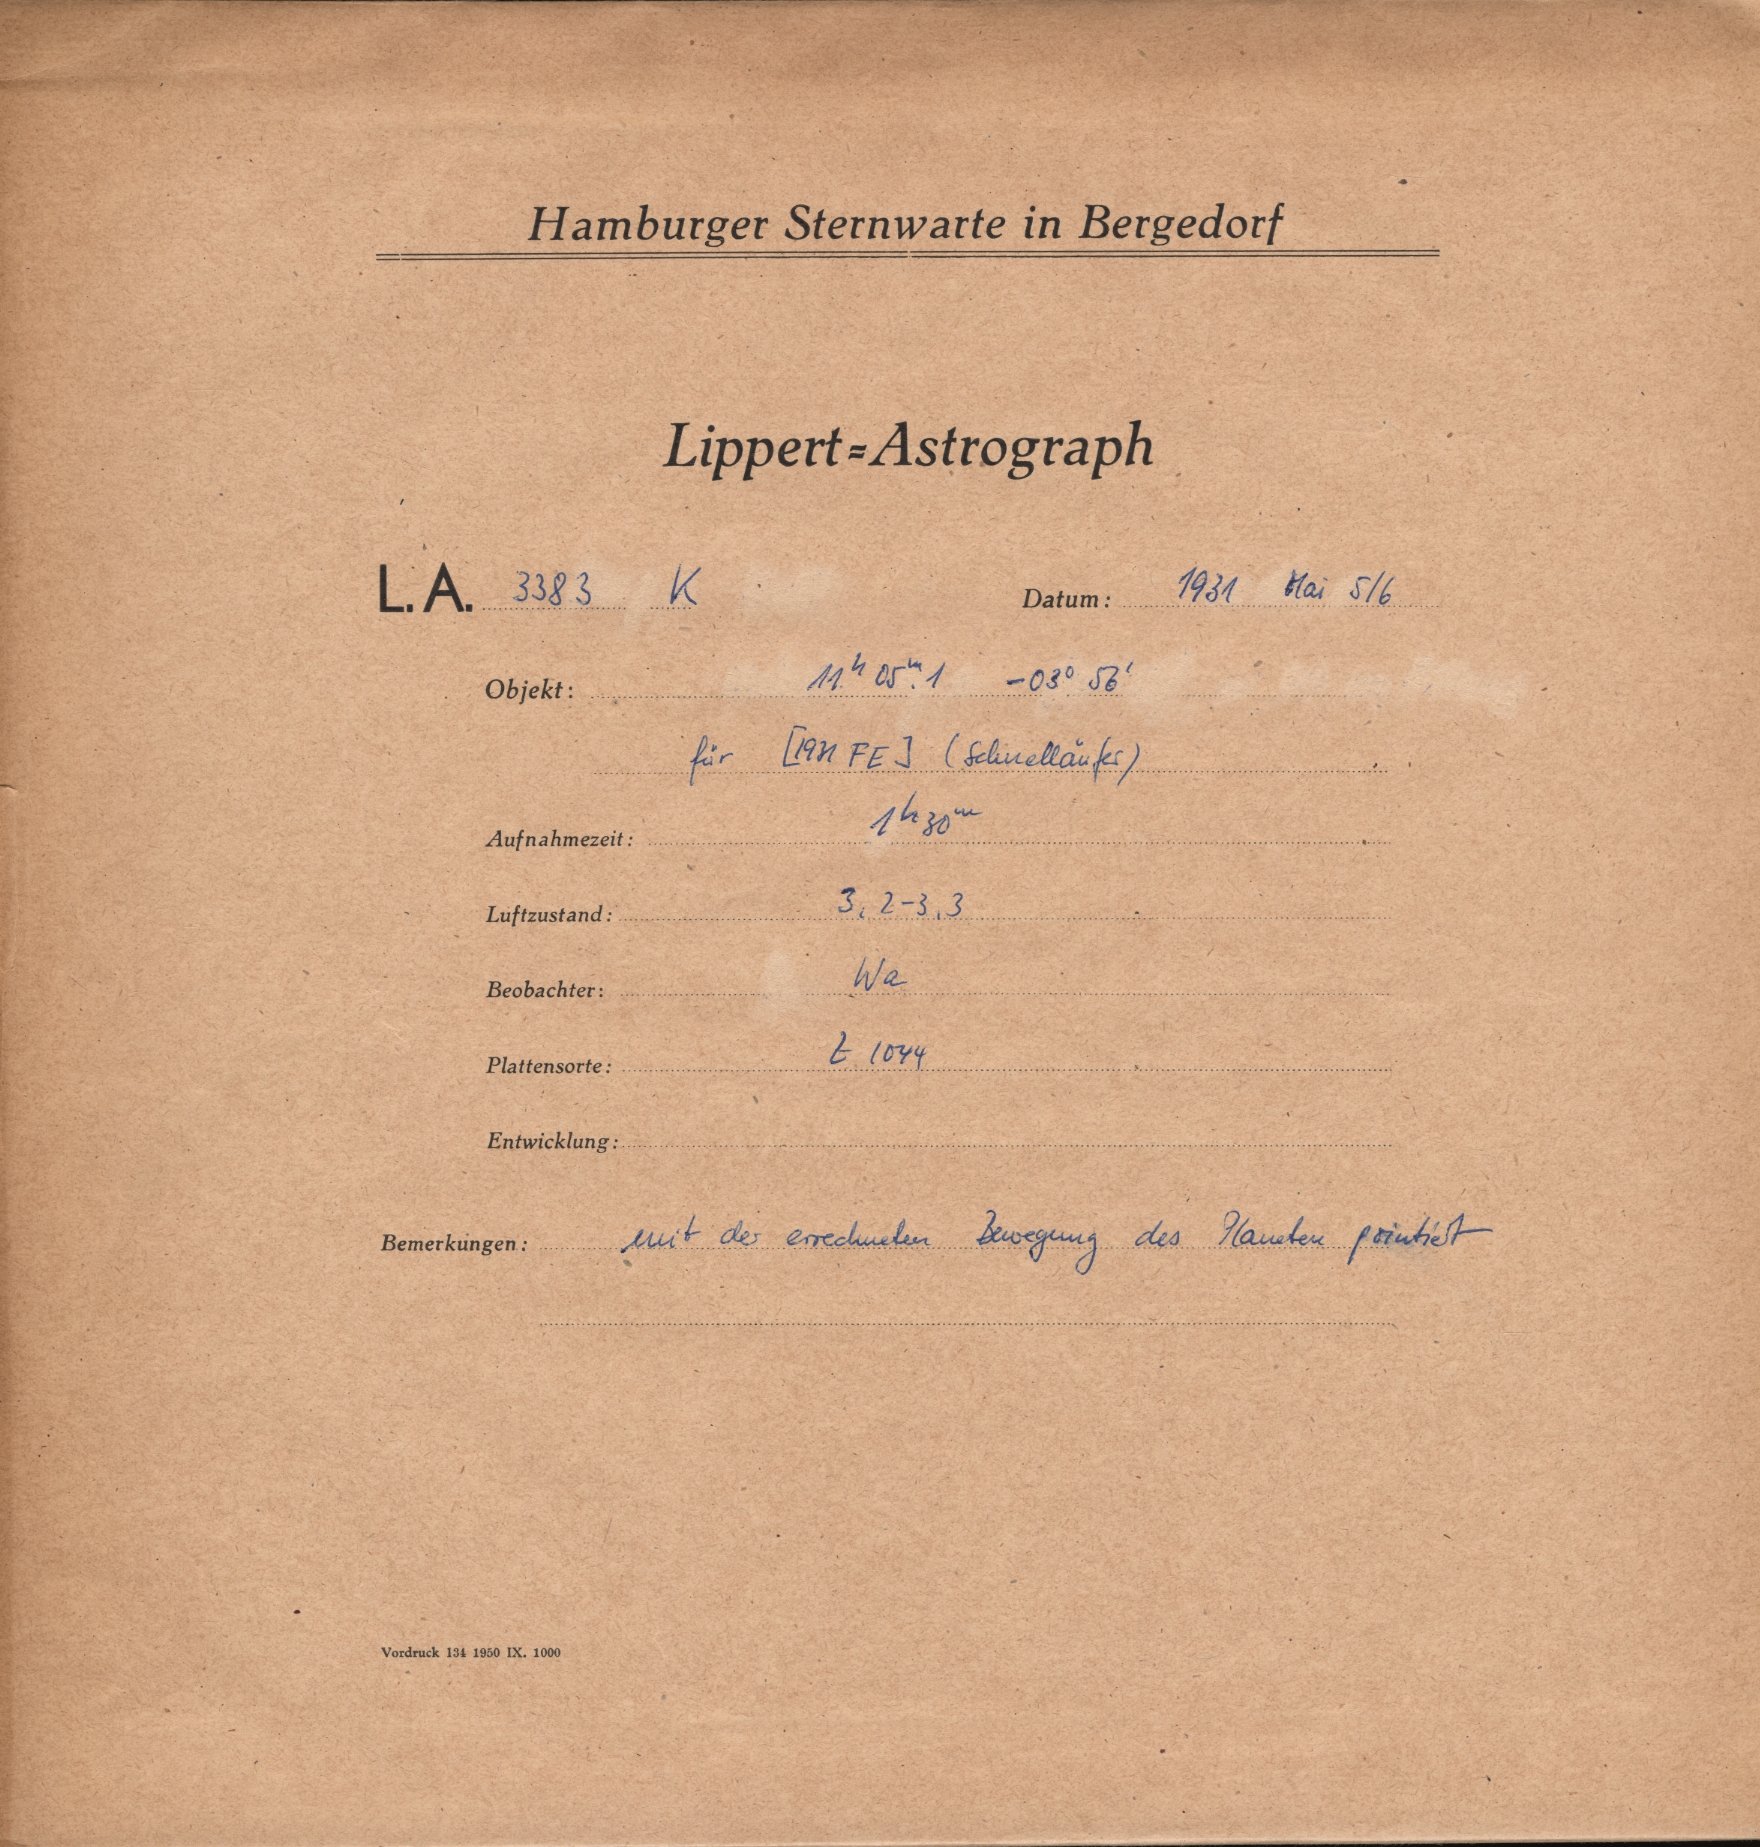 Hamburger Sternwarte in Bergedorf
Lippert=Astrograph
L. A. 3383 K Datum: 1931 Mai 5/6
Objekt: 11h 05m.1 -03° 56'
für [1931 FE] (Schnelläufer)
Aufnahmezeit: 1h 30m
Luftzustand: 3, 2-3, 3
Beobachter: Wa
Plattensorte: 1044
Entwicklung:
Bemerkungen: mit der errechneten Bewegung des Planeten pointiert
Vordruck 134 1950 IX. 1000